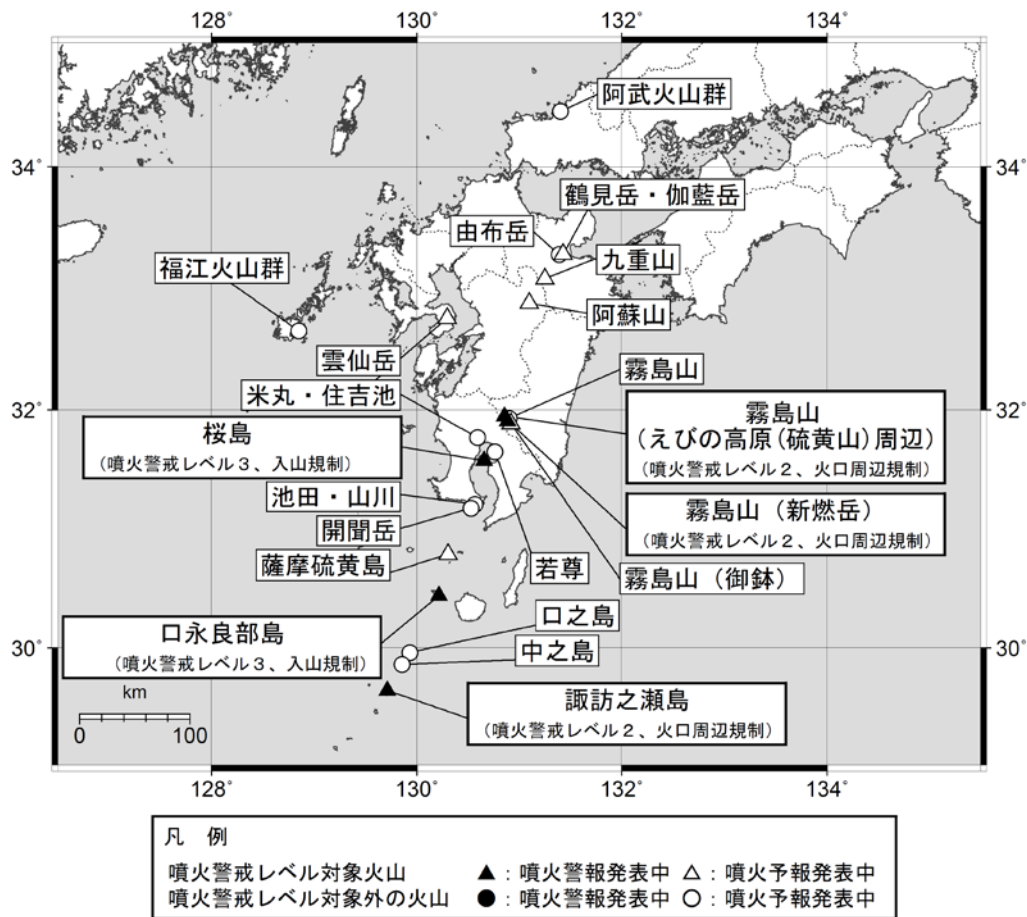 128° 130° 132° 134°
阿武火山群
34° 34°
鶴見岳・伽藍岳
由布岳
九重山
福江火山群
阿蘇山
雲仙岳
霧島山
米丸・住吉池
32° 32°
桜島
(噴火警戒レベル3、入山規制)
霧島山
(えびの高原(硫黄山)周辺)
(噴火警戒レベル2、火口周辺規制)
池田・山川
霧島山(新燃岳)
(噴火警戒レベル2、火口周辺規制)
開聞岳
薩摩硫黄島
若尊
霧島山(御鉢)
口之島
口永良部島
(噴火警戒レベル3、入山規制)
30° 30°
中之島
諏訪之瀬島
(噴火警戒レベル2、火口周辺規制)
km
0 100
128° 130° 132° 134°
凡 例
噴火警戒レベル対象火山 ▲:噴火警報発表中 △:噴火予報発表中
噴火警戒レベル対象外の火山 ●:噴火警報発表中 ○:噴火予報発表中